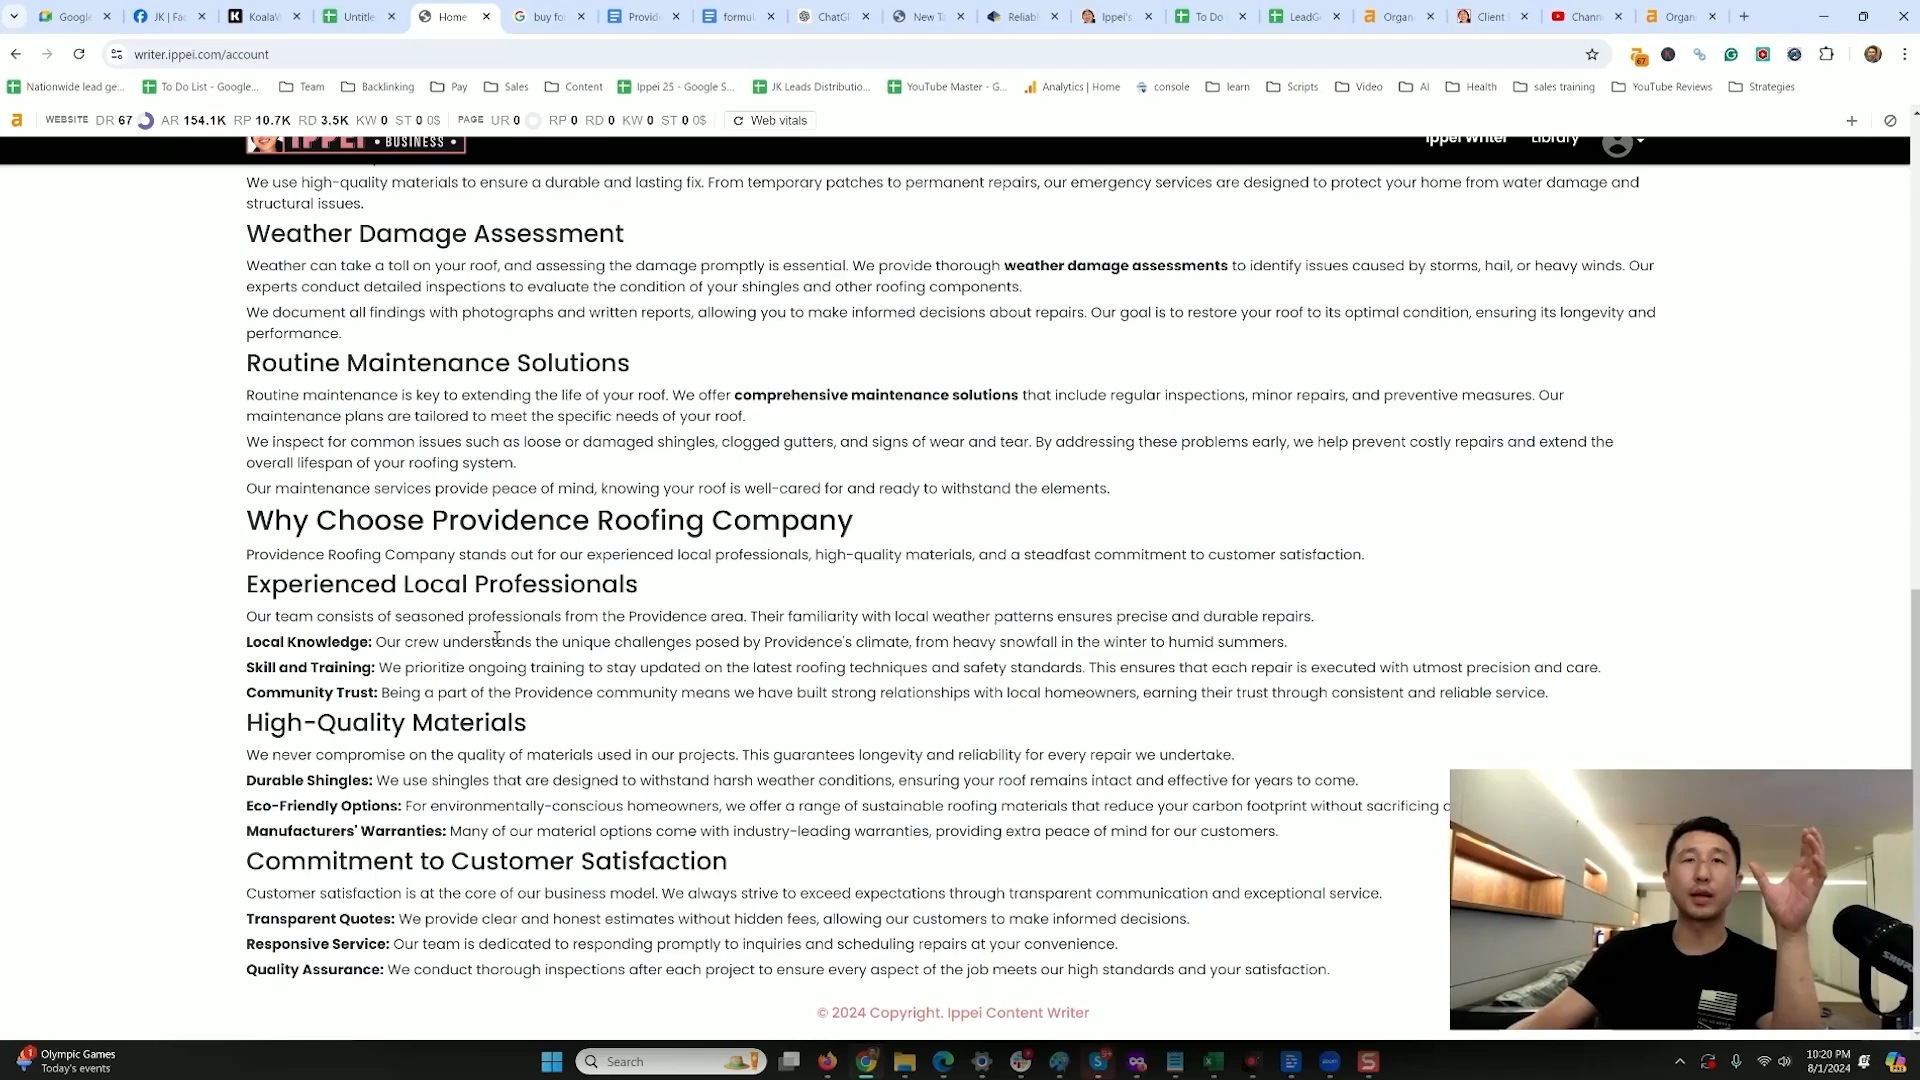 Google
JK | Fac
KoalaW
Untitle
Home
buy fo
Provid
formul
ChatGI
New Ta
Reliabl
Ippei's
To Do
LeadG
Organ
Client
Chann
Organ
writer.ippei.com/account
67
Nationwide lead ge...
To Do List - Google...
Team
Backlinking
Pay
Sales
Content
Ippei 25 - Google S...
JK Leads Distributio...
YouTube Master - G...
Analytics | Home
console
learn
Scripts
Video
AI
Health
sales training
YouTube Reviews
Strategies
WEBSITE DR 67 AR 154.1K RP 10.7K RD 3.5K KW 0 ST 0 0$ PAGE UR 0 RP 0 RD 0 KW 0 ST 0 0$ Web vitals
IPPEI • BUSINESS •
Ippei Writer Library
We use high-quality materials to ensure a durable and lasting fix. From temporary patches to permanent repairs, our emergency services are designed to protect your home from water damage and
structural issues.
Weather Damage Assessment
Weather can take a toll on your roof, and assessing the damage promptly is essential. We provide thorough weather damage assessments to identify issues caused by storms, hail, or heavy winds. Our
experts conduct detailed inspections to evaluate the condition of your shingles and other roofing components.
We document all findings with photographs and written reports, allowing you to make informed decisions about repairs. Our goal is to restore your roof to its optimal condition, ensuring its longevity and
performance.
Routine Maintenance Solutions
Routine maintenance is key to extending the life of your roof. We offer comprehensive maintenance solutions that include regular inspections, minor repairs, and preventive measures. Our
maintenance plans are tailored to meet the specific needs of your roof.
We inspect for common issues such as loose or damaged shingles, clogged gutters, and signs of wear and tear. By addressing these problems early, we help prevent costly repairs and extend the
overall lifespan of your roofing system.
Our maintenance services provide peace of mind, knowing your roof is well-cared for and ready to withstand the elements.
Why Choose Providence Roofing Company
Providence Roofing Company stands out for our experienced local professionals, high-quality materials, and a steadfast commitment to customer satisfaction.
Experienced Local Professionals
Our team consists of seasoned professionals from the Providence area. Their familiarity with local weather patterns ensures precise and durable repairs.
Local Knowledge: Our crew understands the unique challenges posed by Providence's climate, from heavy snowfall in the winter to humid summers.
Skill and Training: We prioritize ongoing training to stay updated on the latest roofing techniques and safety standards. This ensures that each repair is executed with utmost precision and care.
Community Trust: Being a part of the Providence community means we have built strong relationships with local homeowners, earning their trust through consistent and reliable service.
High-Quality Materials
We never compromise on the quality of materials used in our projects. This guarantees longevity and reliability for every repair we undertake.
Durable Shingles: We use shingles that are designed to withstand harsh weather conditions, ensuring your roof remains intact and effective for years to come.
Eco-Friendly Options: For environmentally-conscious homeowners, we offer a range of sustainable roofing materials that reduce your carbon footprint without sacrificing
Manufacturers' Warranties: Many of our material options come with industry-leading warranties, providing extra peace of mind for our customers.
Commitment to Customer Satisfaction
Customer satisfaction is at the core of our business model. We always strive to exceed expectations through transparent communication and exceptional service.
Transparent Quotes: We provide clear and honest estimates without hidden fees, allowing our customers to make informed decisions.
Responsive Service: Our team is dedicated to responding promptly to inquiries and scheduling repairs at your convenience.
Quality Assurance: We conduct thorough inspections after each project to ensure every aspect of the job meets our high standards and your satisfaction.
SHURE
© 2024 Copyright. Ippei Content Writer
1
Olympic Games
Today's events
Search
10:20 PM
8/1/2024